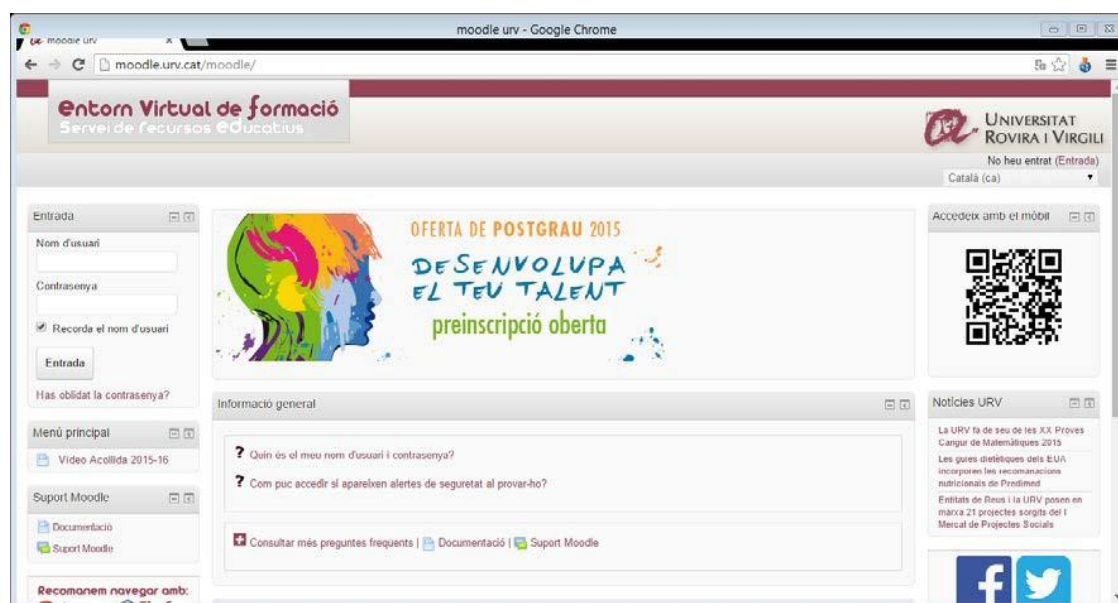 moodle urv - Google Chrome
moodle urv
moodle.urv.cat/moodle/
Entorn Virtual de formació
Servei de recursos educatius
UNIVERSITAT
ROVIRA I VIRGILI
No heu entrat (Entrada)
Català (ca)
Entrada
Nom d'usuari
Contrasenya
Recorda el nom d'usuari
Entrada
Has oblidat la contrasenya?
Menú principal
Vídeo Acollida 2015-16
Suport Moodle
Documentació
Suport Moodle
Recomanem navegar amb:
OFERTA DE POSTGRAU 2015
DESENVOLUPA
EL TEU TALENT
preinscripció oberta
Informació general
? Quin és el meu nom d'usuari i contrasenya?
? Com puc accedir si apareixen alertes de seguretat al provar-ho?
Consultar més preguntes freqüents | Documentació | Suport Moodle
Accedeix amb el mòbil
Notícies URV
La URV fa de seu de les XX Proves
Cangur de Matemàtiques 2015
Les guies dietètiques dels EUA
incorporen les recomanacions
nutricionals de Predimed
Entitats de Reus i la URV posen en
marxa 21 projectes sorgits del I
Mercat de Projectes Socials